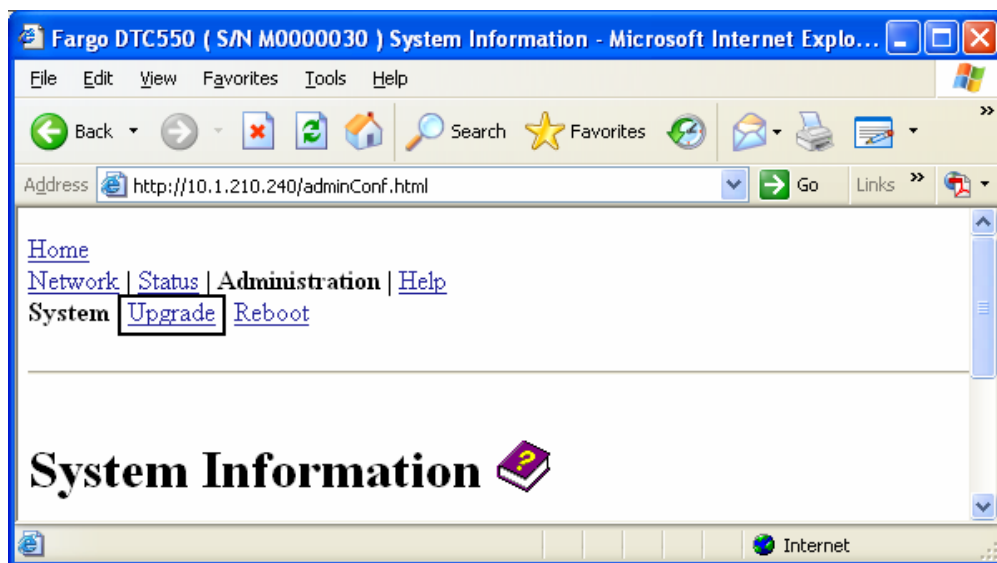 Fargo DTC550 ( S/N M0000030 ) System Information - Microsoft Internet Explo...
File Edit View Favorites Tools Help
Back Search Favorites »
Address http://10.1.210.240/adminConf.html Go Links »
Home
Network | Status | Administration | Help
System Upgrade Reboot
System Information ?
Internet